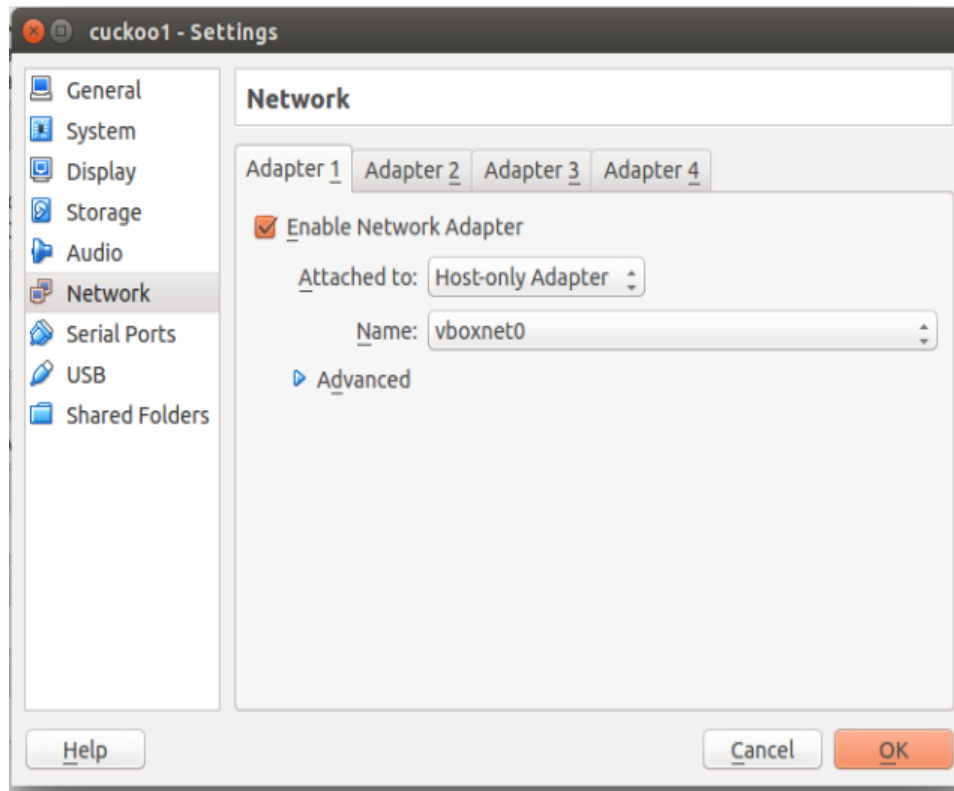 cuckoo1 - Settings
General
System
Display
Storage
Audio
Network
Serial Ports
USB
Shared Folders
Network
Adapter 1 Adapter 2 Adapter 3 Adapter 4
Enable Network Adapter
Attached to: Host-only Adapter
Name: vboxnet0
Advanced
Help Cancel OK